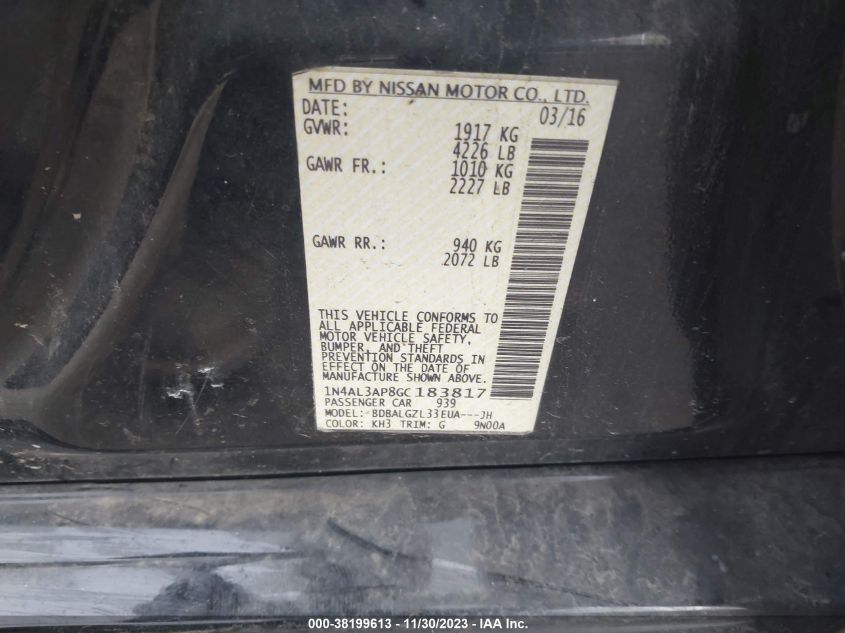 MFD BY NISSAN MOTOR CO., LTD.
DATE: 03/16
GVWR: 1917 KG
4226 LB
GAWR FR.: 1010 KG
2227 LB
GAWR RR.: 940 KG
2072 LB
THIS VEHICLE CONFORMS TO
ALL APPLICABLE FEDERAL
MOTOR VEHICLE SAFETY,
BUMPER, AND THEFT
PREVENTION STANDARDS IN
EFFECT ON THE DATE OF
MANUFACTURE SHOWN ABOVE.
1N4AL3AP8GC183817
PASSENGER CAR 939
MODEL: BDBALGZL33EUA---JH
COLOR: KH3 TRIM: G 9N00A
000-38199613 - 11/30/2023 - IAA Inc.